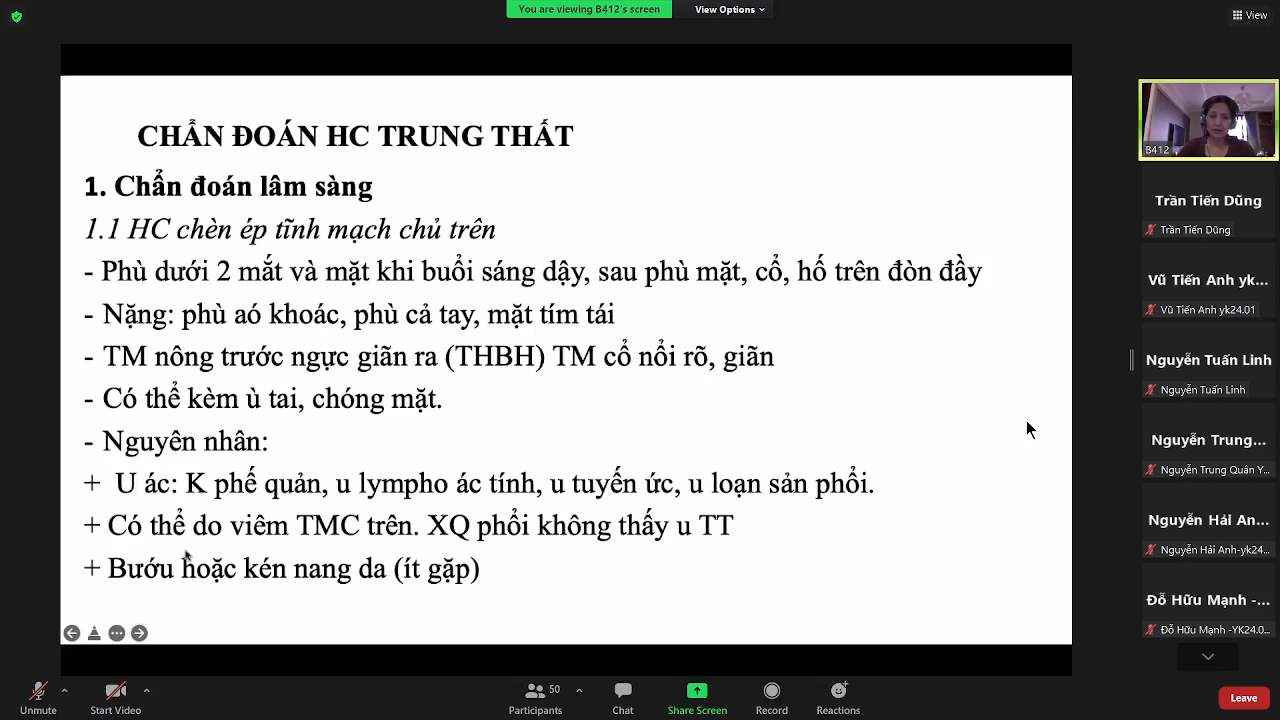 You are viewing B412's screen
View Options
View
CHẨN ĐOÁN HC TRUNG THẤT
1. Chẩn đoán lâm sàng
1.1 HC chèn ép tĩnh mạch chủ trên
- Phù dưới 2 mắt và mặt khi buổi sáng dậy, sau phù mặt, cổ, hố trên đòn đầy
- Nặng: phù aó khoác, phù cả tay, mặt tím tái
- TM nông trước ngực giãn ra (THBH) TM cổ nổi rõ, giãn
- Có thể kèm ù tai, chóng mặt.
- Nguyên nhân:
+ U ác: K phế quản, u lympho ác tính, u tuyến ức, u loạn sản phổi.
+ Có thể do viêm TMC trên. XQ phổi không thấy u TT
+ Bướu hoặc kén nang da (ít gặp)
B412
Trần Tiến Dũng
Trần Tiến Dũng
Vũ Tiến Anh yk...
Vũ Tiến Anh yk24.01
Nguyễn Tuấn Linh
Nguyễn Tuấn Linh
Nguyễn Trung...
Nguyễn Trung Quân Y...
Nguyễn Hải An...
Nguyễn Hải Anh-yk24...
Đỗ Hữu Mạnh -...
Đỗ Hữu Mạnh -YK24.0...
Unmute
Start Video
50
Participants
Chat
Share Screen
Record
Reactions
Leave